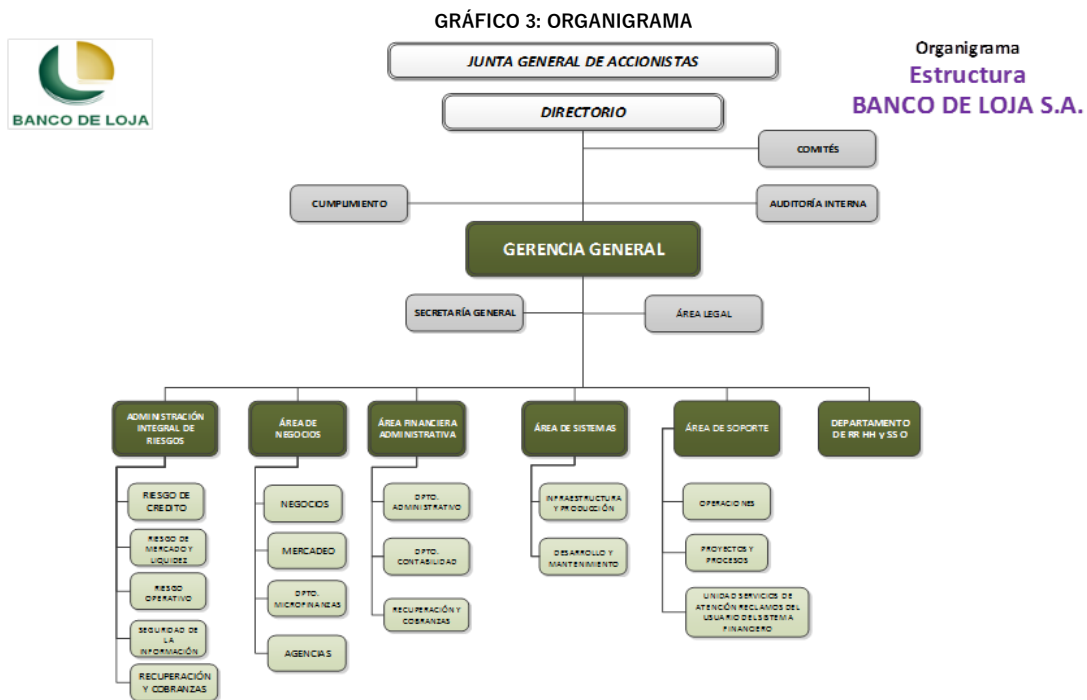 GRÁFICO 3: ORGANIGRAMA
BANCO DE LOJA
Organigrama
Estructura
BANCO DE LOJA S.A.
JUNTA GENERAL DE ACCIONISTAS
DIRECTORIO
COMITÉS
CUMPLIMIENTO
AUDITORÍA INTERNA
GERENCIA GENERAL
SECRETARÍA GENERAL
ÁREA LEGAL
ADMINISTRACIÓN
INTEGRAL DE
RIESGOS
RIESGO DE
CREDITO
RIESGO DE
MERCADO Y
LIQUIDEZ
RIESGO
OPERATIVO
SEGURIDAD DE
LA
INFORMACIÓN
RECUPERACIÓN
Y COBRANZAS
ÁREA DE
NEGOCIOS
NEGOCIOS
MERCADEO
DPTO.
MICROFINANZAS
AGENCIAS
ÁREA FINANCIERA
ADMINISTRATIVA
DPTO.
ADMINISTRATIVO
DPTO.
CONTABILIDAD
RECUPERACIÓN Y
COBRANZAS
ÁREA DE SISTEMAS
INFRAESTRUCTURA
Y PRODUCCIÓN
DESARROLLO Y
MANTENIMIENTO
ÁREA DE SOPORTE
OPERACIONES
PROYECTOS Y
PROCESOS
UNIDAD SERVICIOS DE
ATENCIÓN RECLAMOS DEL
USUARIO DEL SISTEMA
FINANCIERO
DEPARTAMENTO
DE RR HH y SS O